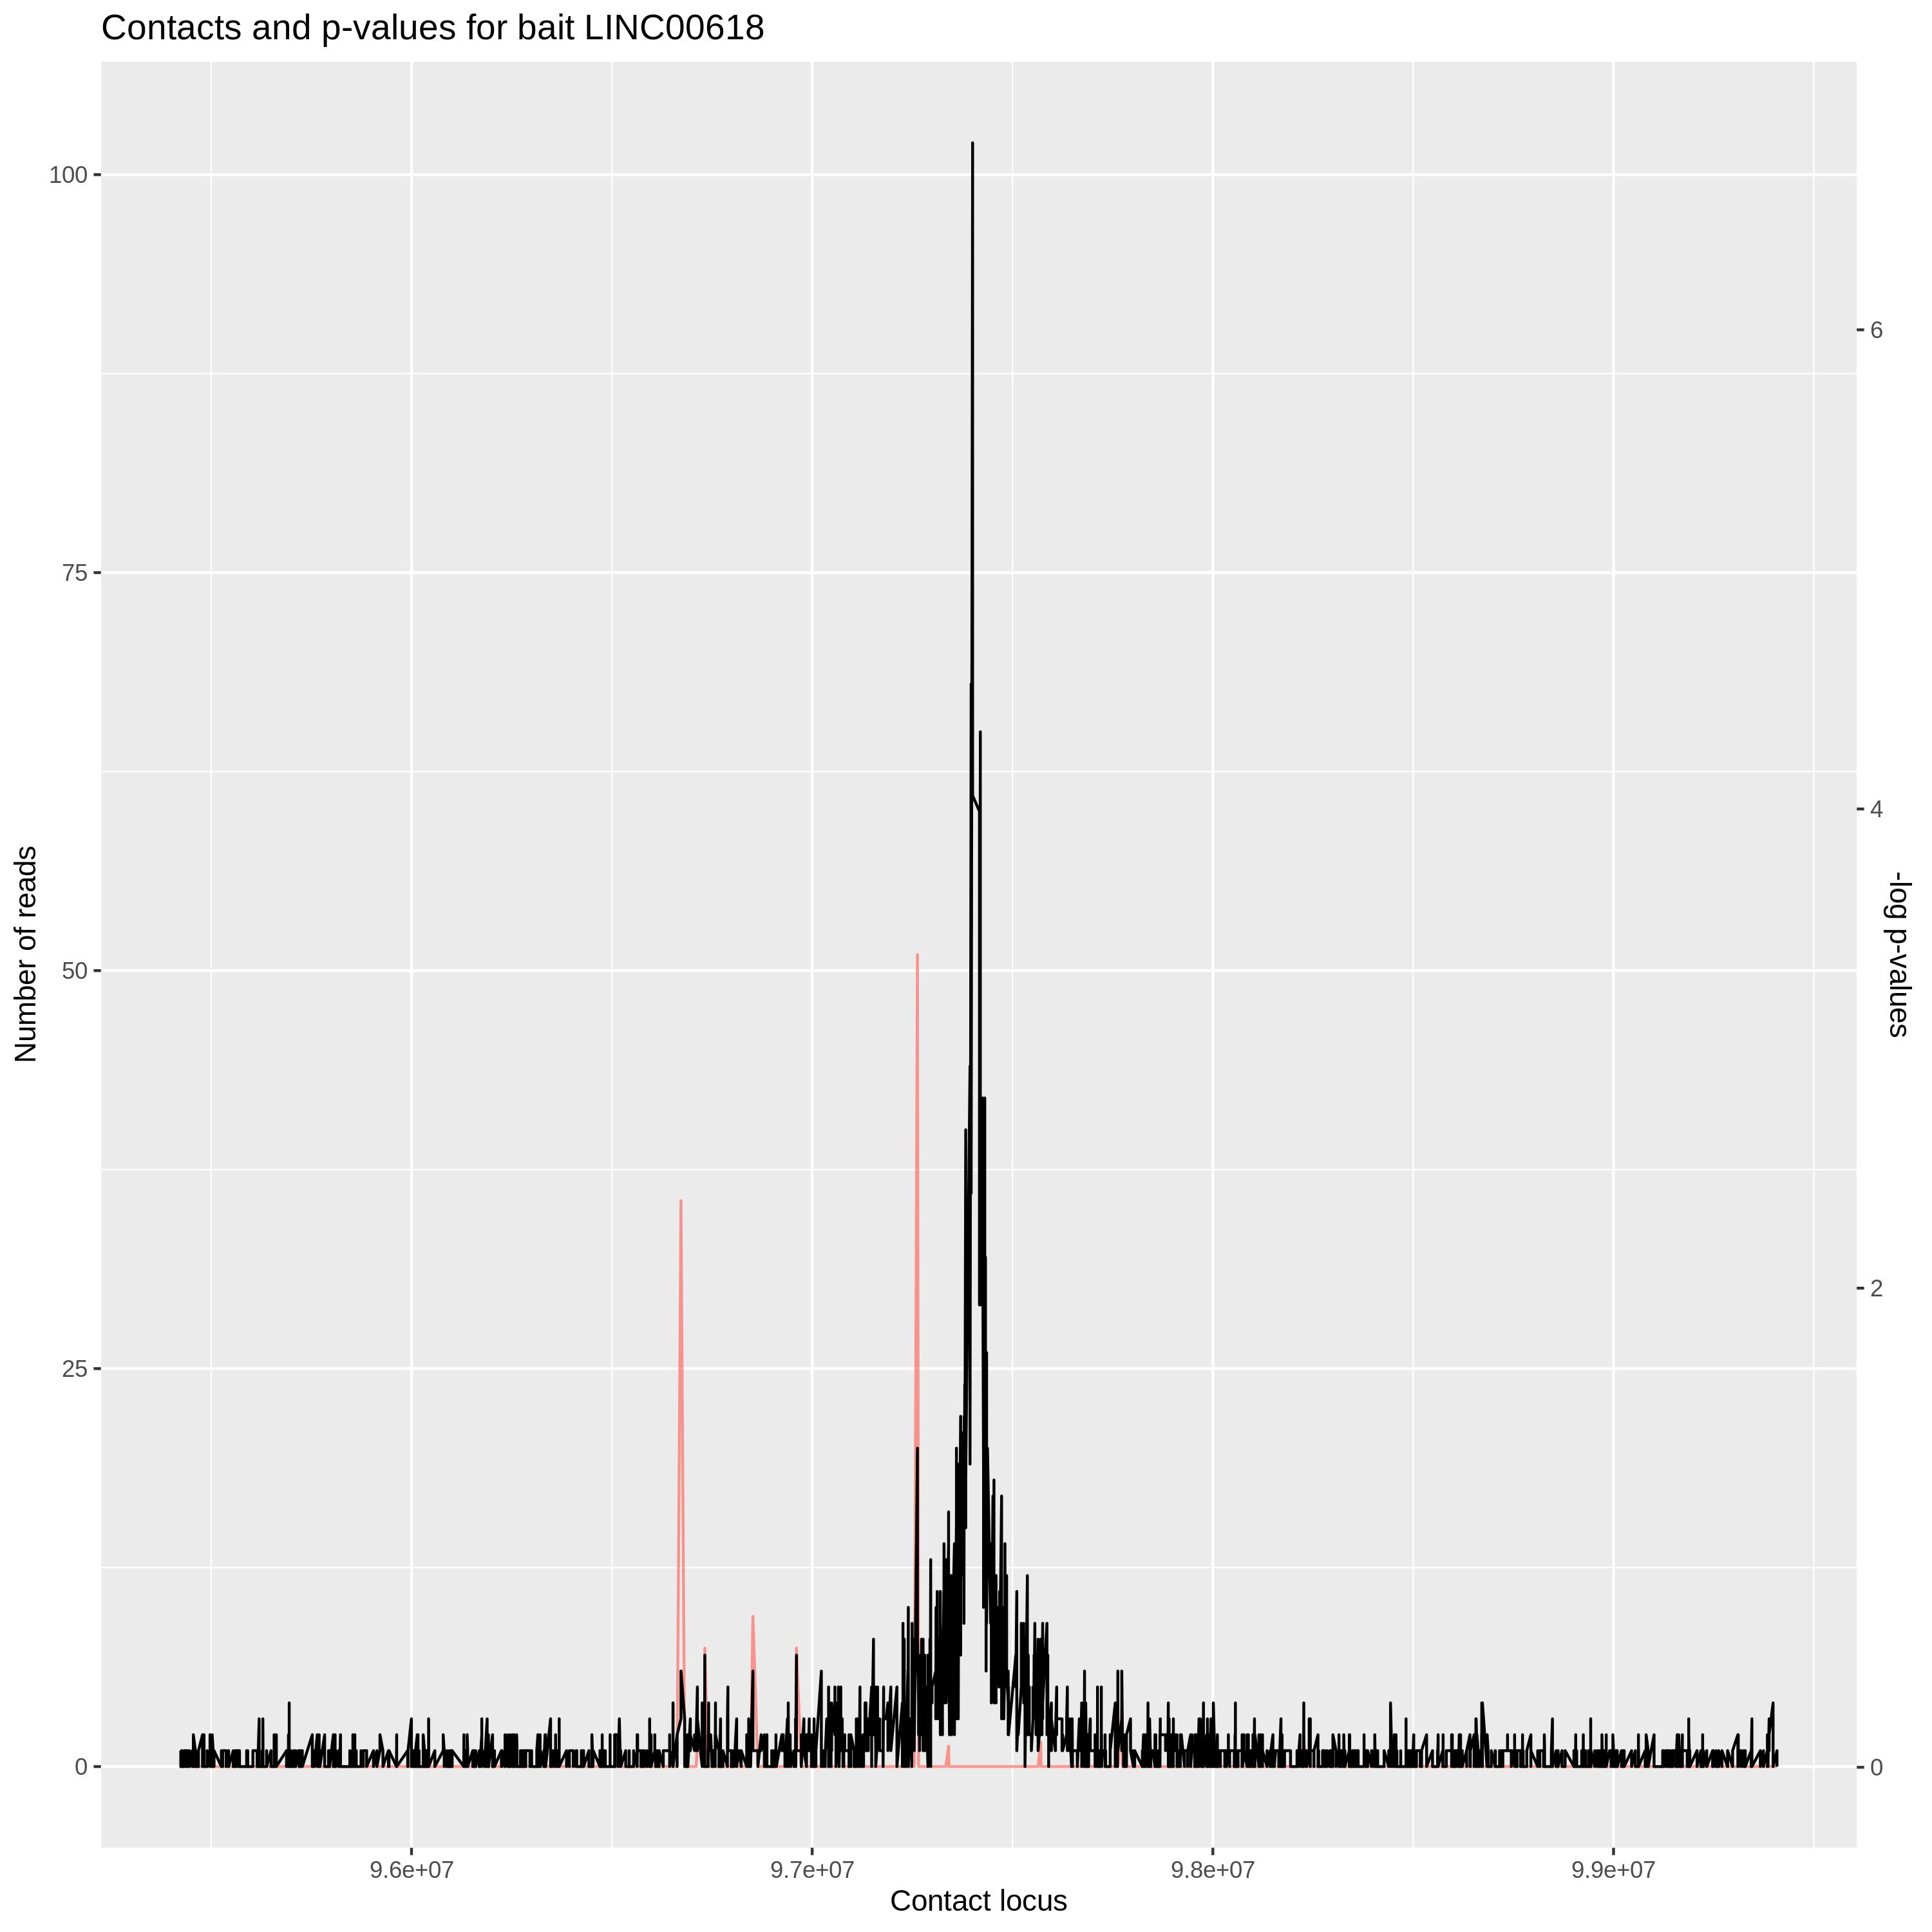 Contacts and p-values for bait LINC00618
100
75
50
25
0
Number of reads
6
4
2
0
-log p-values
9.6e+07
9.7e+07
9.8e+07
9.9e+07
Contact locus